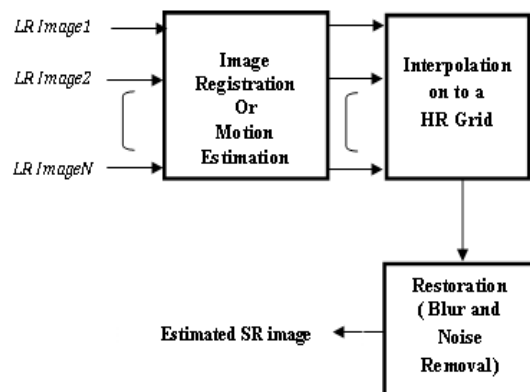 LR Image1
LR Image2
LR ImageN
Image
Registration
Or
Motion
Estimation
Interpolation
on to a
HR Grid
Restoration
( Blur and
Noise
Removal)
Estimated SR image